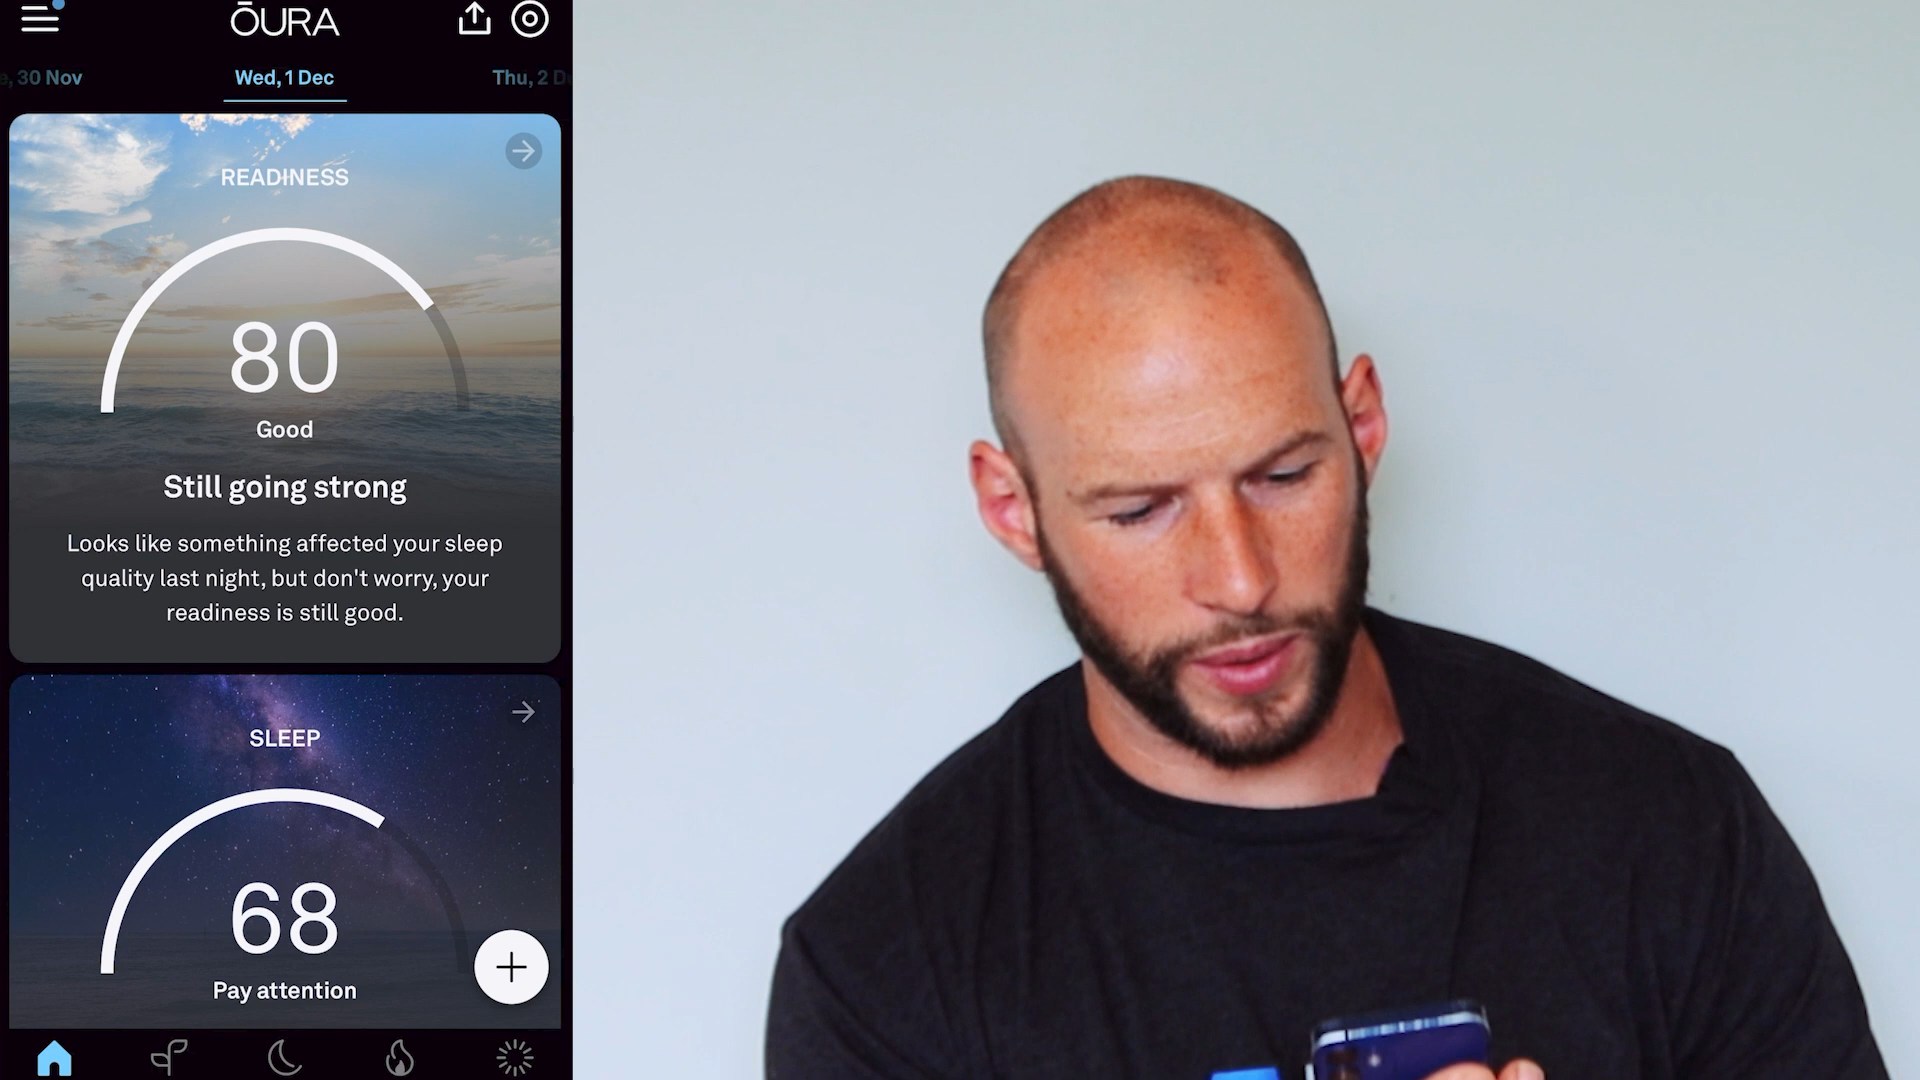 ŌURA
, 30 Nov
Wed, 1 Dec
Thu, 2 D
READINESS
80
Good
Still going strong
Looks like something affected your sleep
quality last night, but don't worry, your
readiness is still good.
SLEEP
68
Pay attention